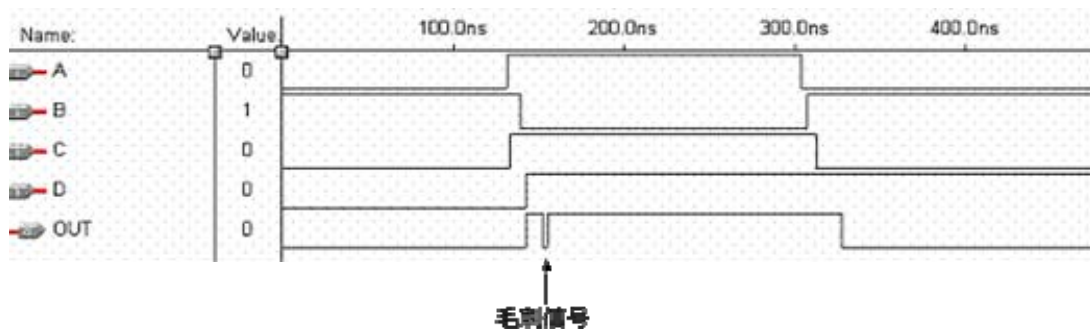 Name: Value: 100.0ns 200.0ns 300.0ns 400.0ns
A 0
B 1
C 0
D 0
OUT 0
毛刺信号